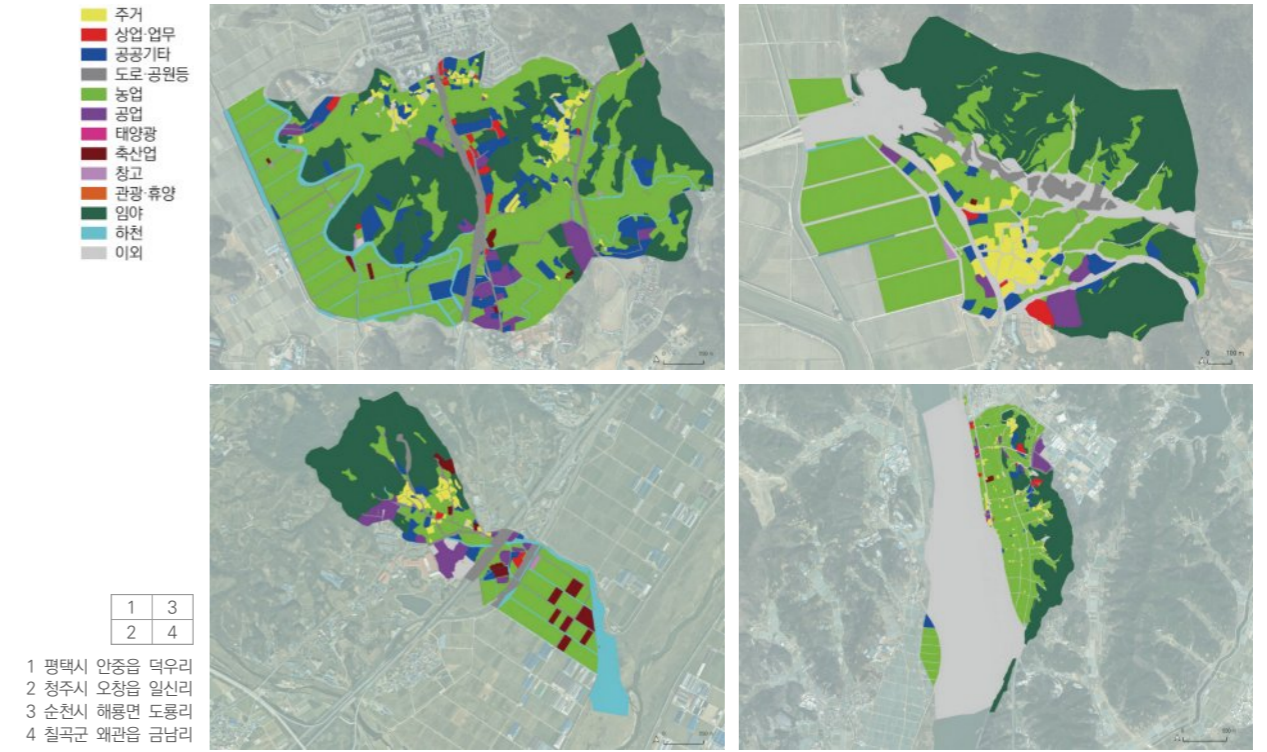 주거
상업·업무
공공기타
도로·공원등
농업
공업
태양광
축산업
창고
관광·휴양
임야
하천
이외
1 3
2 4
1 평택시 안중읍 덕우리
2 청주시 오창읍 일신리
3 순천시 해룡면 도롱리
4 칠곡군 왜관읍 금남리
0 100 m